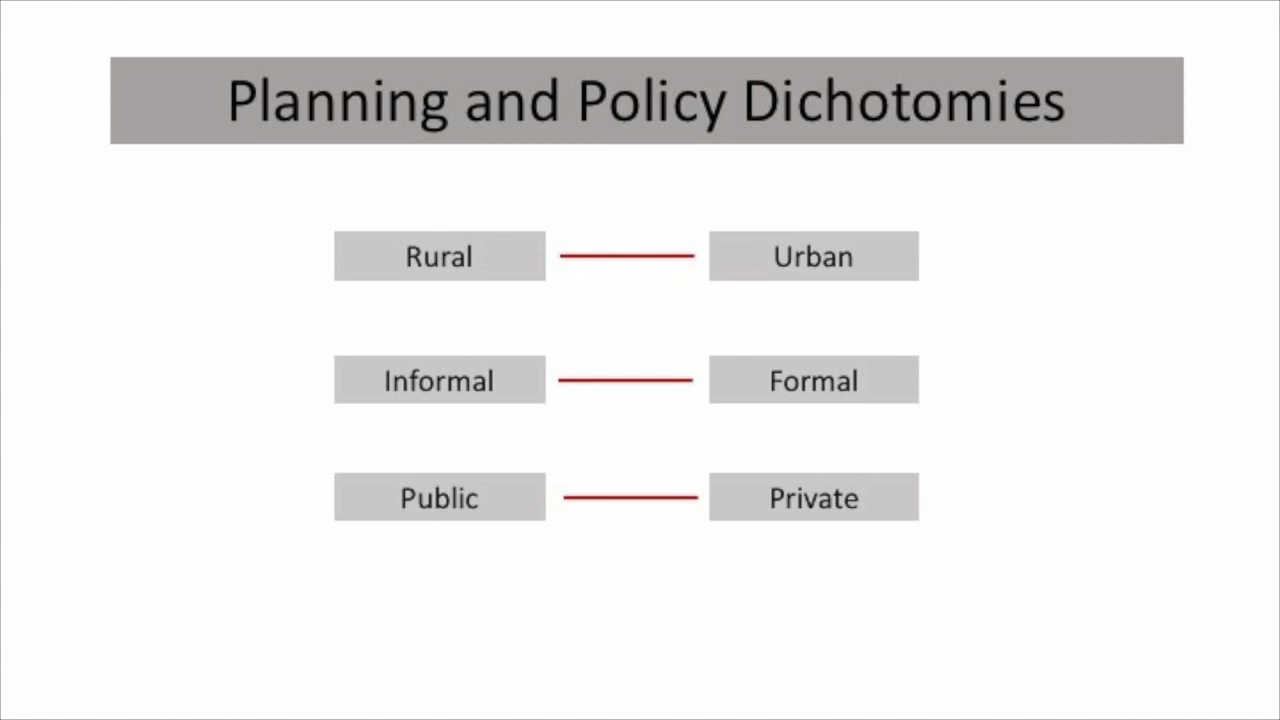 Planning and Policy Dichotomies
Rural Urban
Informal Formal
Public Private